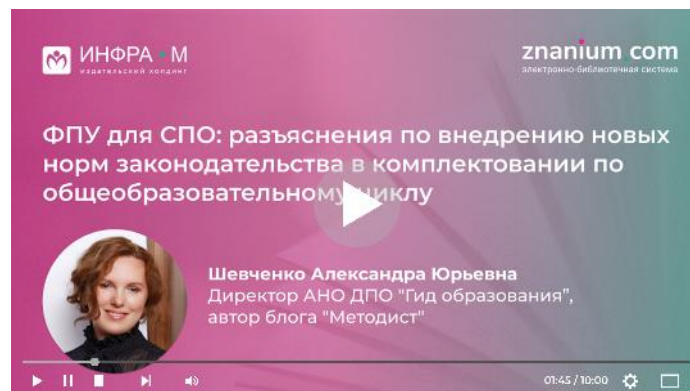 ИНФРА·М
издательский холдинг
znanium.com
электронно-библиотечная система
ФПУ для СПО: разъяснения по внедрению новых
норм законодательства в комплектовании по
общеобразовательному циклу
Шевченко Александра Юрьевна
Директор АНО ДПО "Гид образования",
автор блога "Методист"
01:45 / 10:00